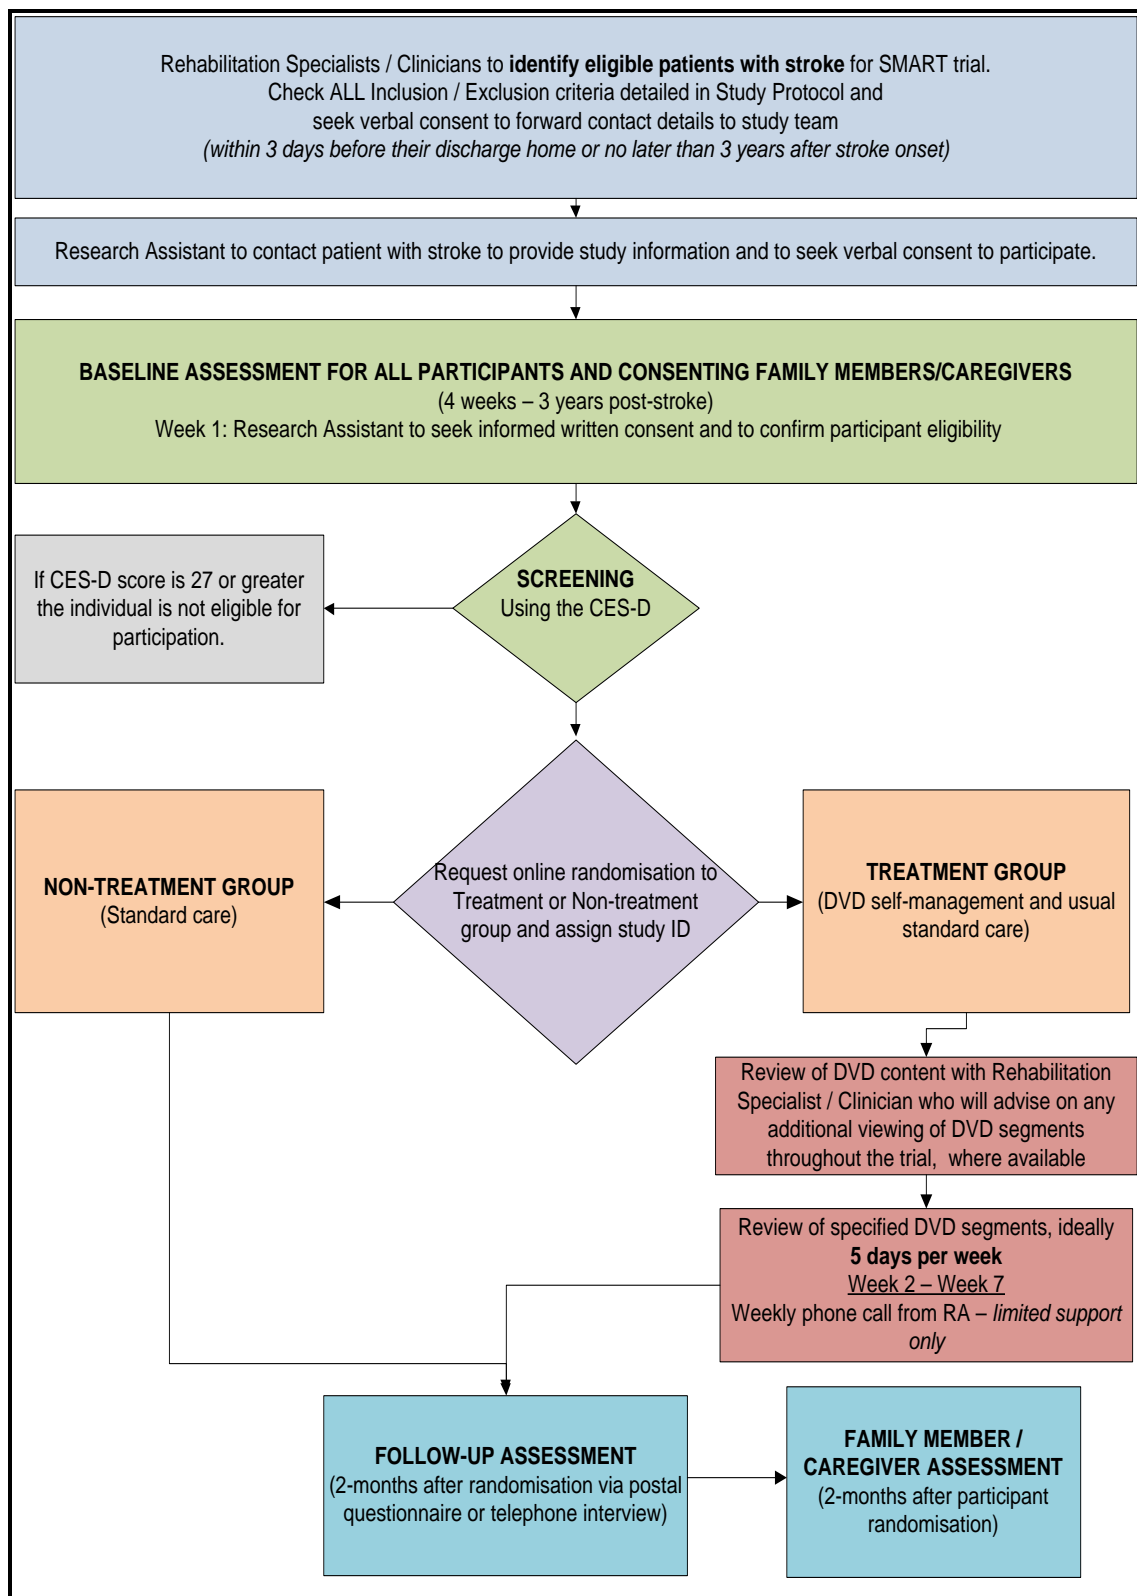 Rehabilitation Specialists / Clinicians to identify eligible patients with stroke for SMART trial.
Check ALL Inclusion / Exclusion criteria detailed in Study Protocol and
seek verbal consent to forward contact details to study team
(within 3 days before their discharge home or no later than 3 years after stroke onset)
Research Assistant to contact patient with stroke to provide study information and to seek verbal consent to participate.
BASELINE ASSESSMENT FOR ALL PARTICIPANTS AND CONSENTING FAMILY MEMBERS/CAREGIVERS
(4 weeks – 3 years post-stroke)
Week 1: Research Assistant to seek informed written consent and to confirm participant eligibility
SCREENING
Using the CES-D
If CES-D score is 27 or greater
the individual is not eligible for
participation.
Request online randomisation to
Treatment or Non-treatment
group and assign study ID
NON-TREATMENT GROUP
(Standard care)
TREATMENT GROUP
(DVD self-management and usual
standard care)
Review of DVD content with Rehabilitation
Specialist / Clinician who will advise on any
additional viewing of DVD segments
throughout the trial,  where available
Review of specified DVD segments, ideally
5 days per week
Week 2 – Week 7
Weekly phone call from RA – limited support
only
FOLLOW-UP ASSESSMENT
(2-months after randomisation via postal
questionnaire or telephone interview)
FAMILY MEMBER /
CAREGIVER ASSESSMENT
(2-months after participant
randomisation)